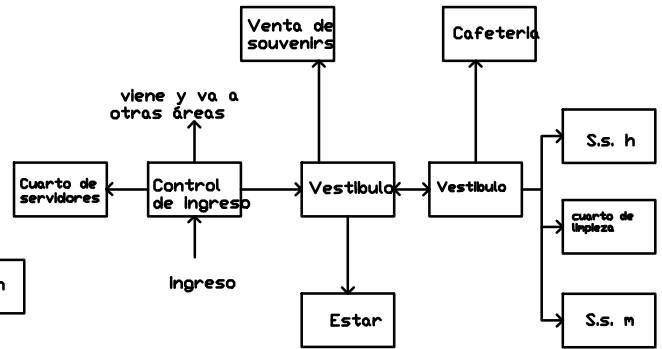 Venta de
souvenirs
Cafeteria
viene y va a
otras áreas
Cuarto de
servidores
Control
de ingreso
Vestibulo
Vestibulo
S.s. h
cuarto de
limpieza
Ingreso
Estar
S.s. m